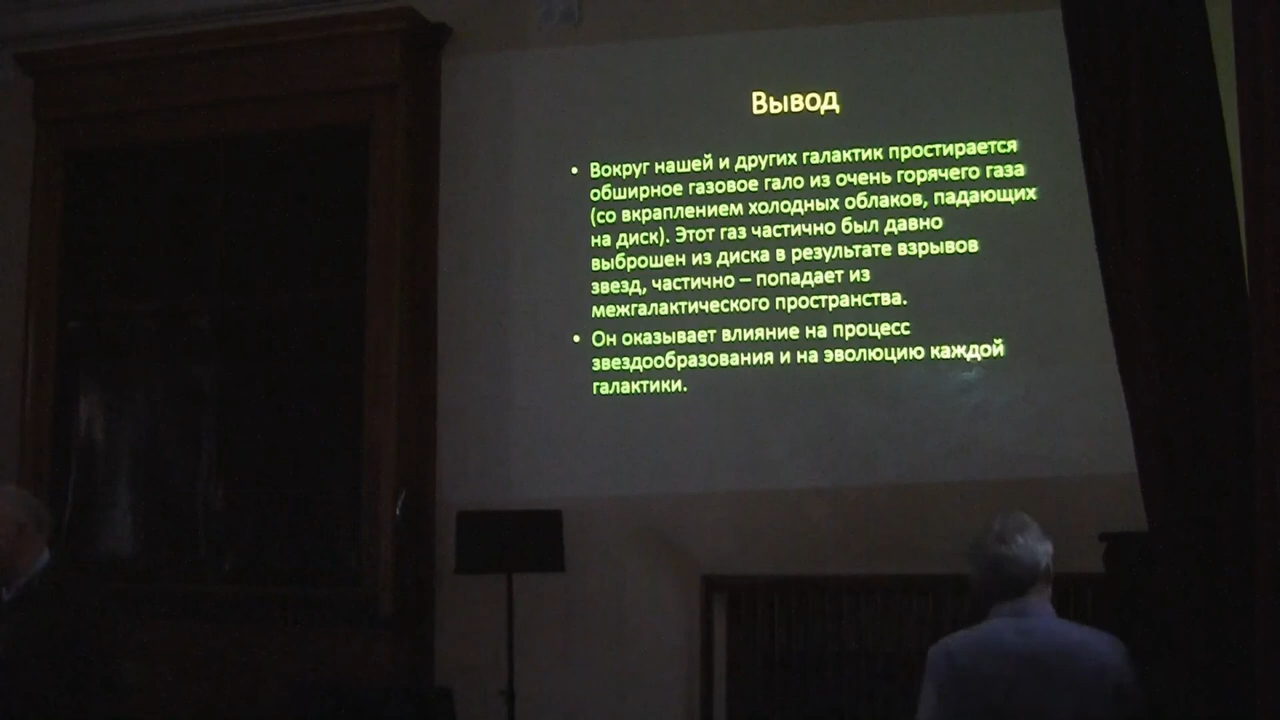 Вывод
• Вокруг нашей и других галактик простирается
обширное газовое гало из очень горячего газа
(со вкраплением холодных облаков, падающих
на диск). Этот газ частично был давно
выброшен из диска в результате взрывов
звезд, частично – попадает из
межгалактического пространства.
• Он оказывает влияние на процесс
звездообразования и на эволюцию каждой
галактики.